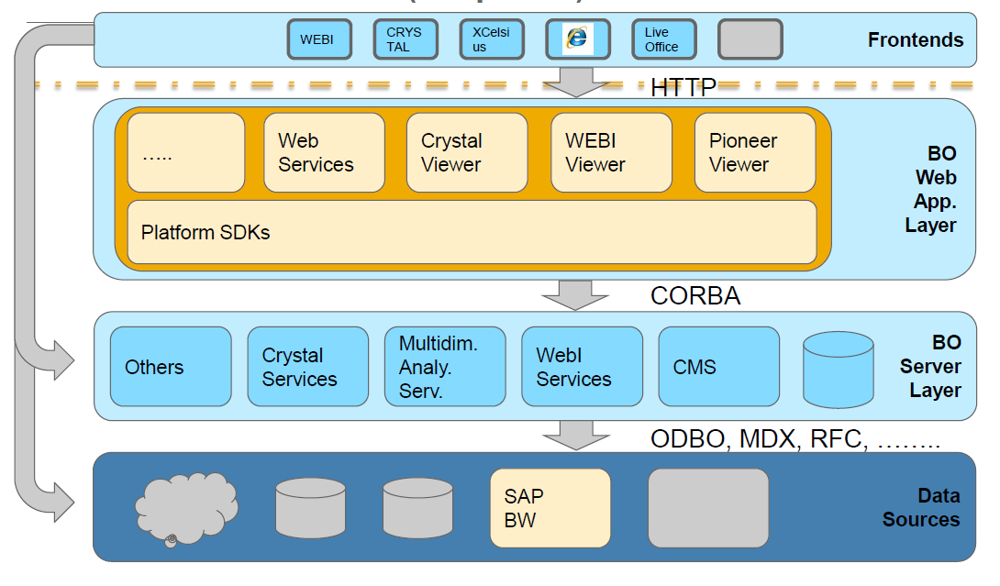 WEBI
CRYS
TAL
XCelsi
us
Live
Office
Frontends
HTTP
…..
Web
Services
Crystal
Viewer
WEBI
Viewer
Pioneer
Viewer
BO
Web
App.
Layer
Platform SDKs
CORBA
Others
Crystal
Services
Multidim.
Analy.
Serv.
WebI
Services
CMS
BO
Server
Layer
ODBO, MDX, RFC, ……..
SAP
BW
Data
Sources